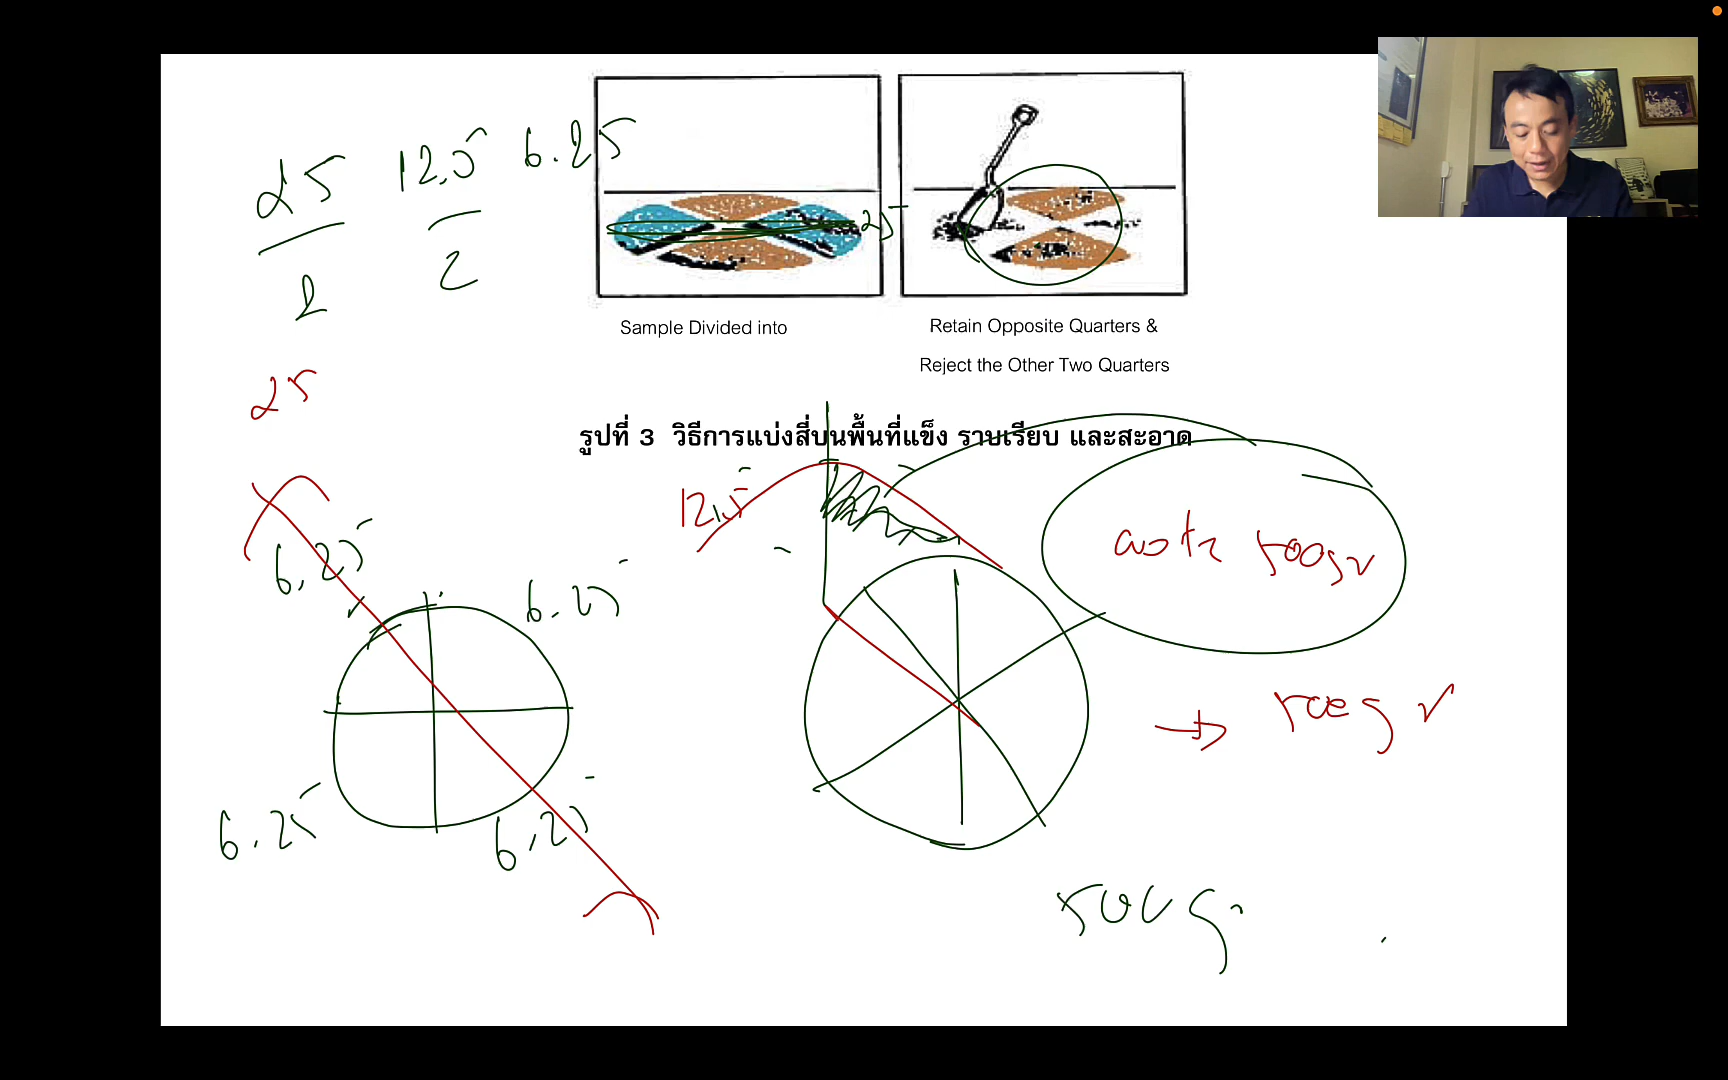 25 12.5 6.25
2 2
25
Sample Divided into
Retain Opposite Quarters &
Reject the Other Two Quarters
25
รูปที่ 3 วิธีการแบ่งสี่บนพื้นที่แข็ง ราบเรียบ และสะอาด
12.5
6.25
6.25
6.25
6.25